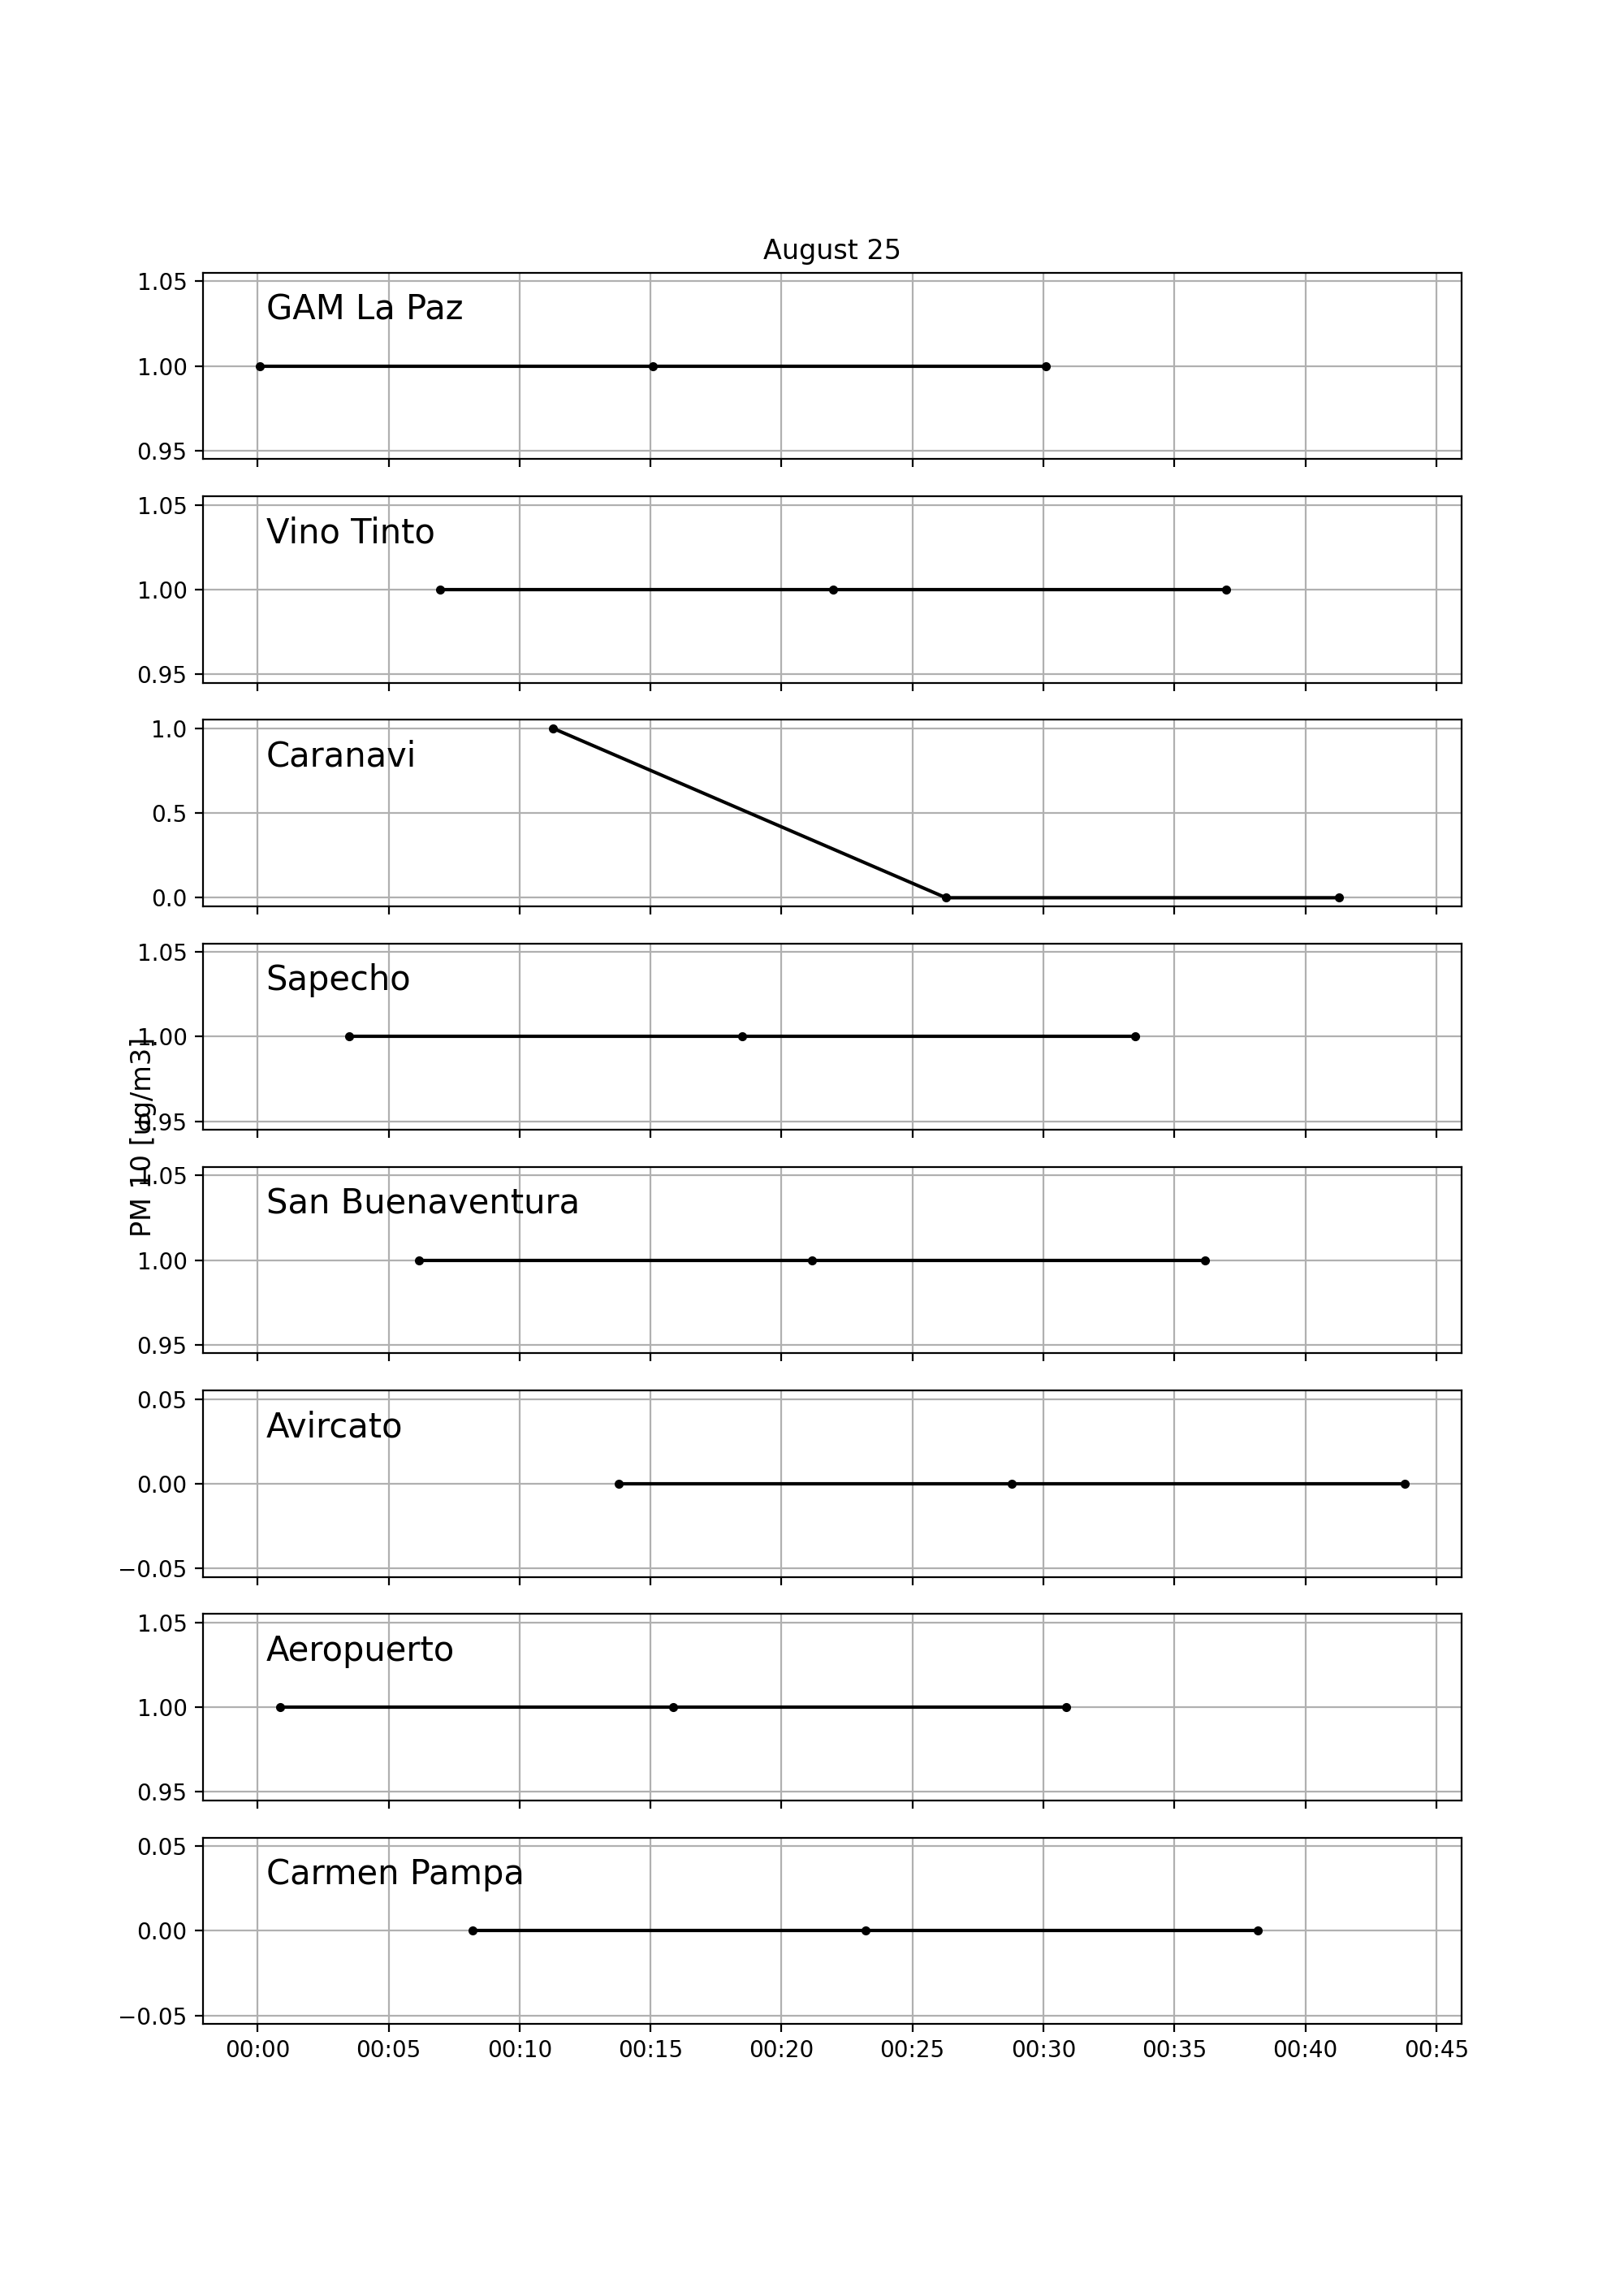 August 25
1.05
GAM La Paz
1.00
0.95
1.05
Vino Tinto
1.00
0.95
1.0
Caranavi
0.5
0.0
1.05
Sapecho
1.00
0.95
PM 10 [ug/m3]
1.05
San Buenaventura
1.00
0.95
0.05
Avircato
0.00
−0.05
1.05
Aeropuerto
1.00
0.95
0.05
Carmen Pampa
0.00
−0.05
00:00 00:05 00:10 00:15 00:20 00:25 00:30 00:35 00:40 00:45